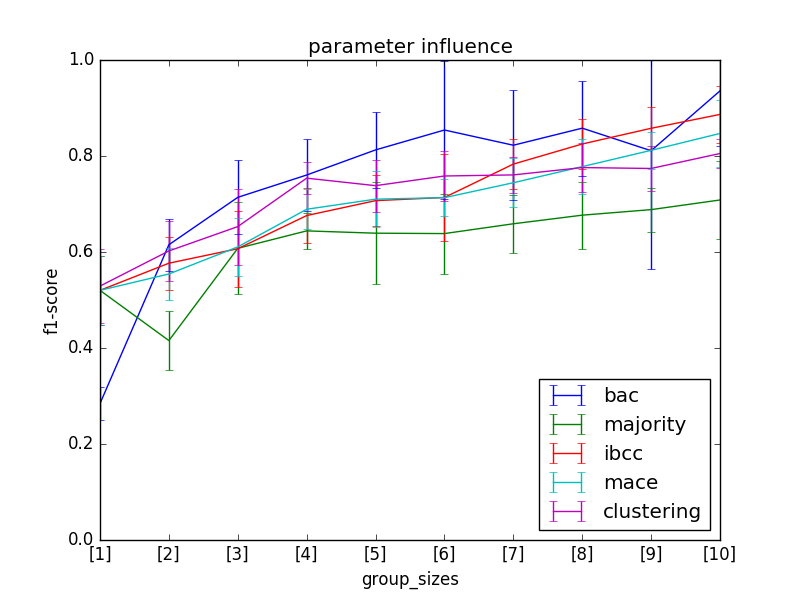 parameter influence
1.0
0.8
0.6
0.4
0.2
0.0
f1-score
[1] [2] [3] [4] [5] [6] [7] [8] [9] [10]
group_sizes
bac
majority
ibcc
mace
clustering